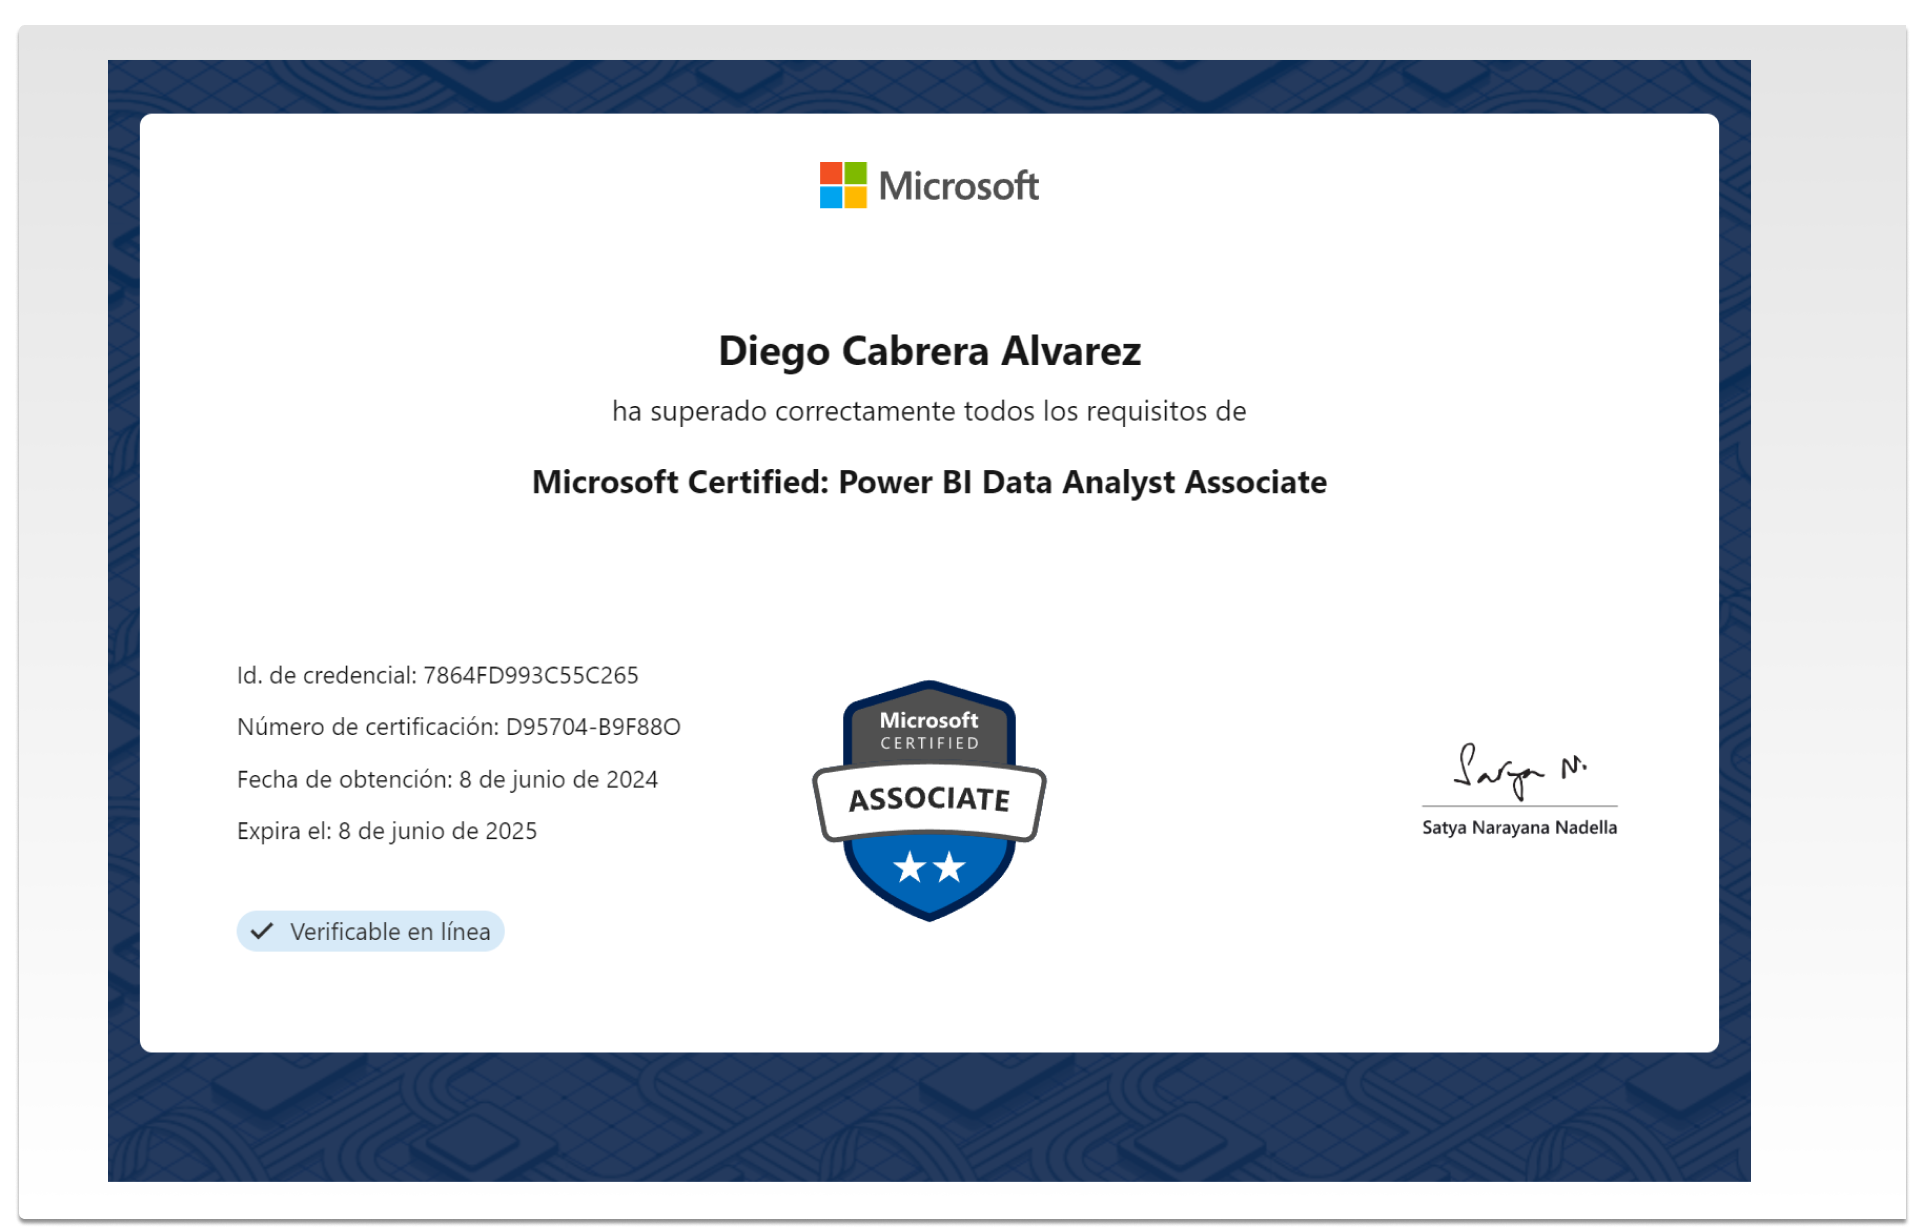 Microsoft
Diego Cabrera Alvarez
ha superado correctamente todos los requisitos de
Microsoft Certified: Power BI Data Analyst Associate
Id. de credencial: 7864FD993C55C265
Número de certificación: D95704-B9F88O
Fecha de obtención: 8 de junio de 2024
Expira el: 8 de junio de 2025
Verificable en línea
Microsoft
CERTIFIED
ASSOCIATE
Satya N.
Satya Narayana Nadella